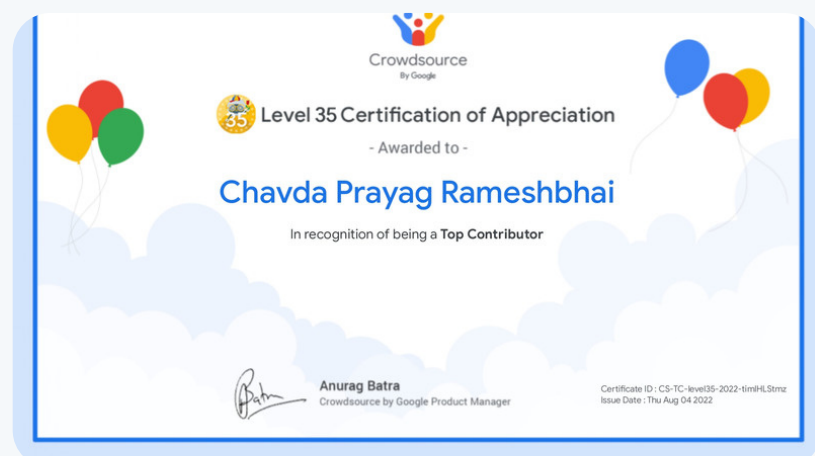 Crowdsource
By Google
35
Level 35 Certification of Appreciation
- Awarded to -
Chavda Prayag Rameshbhai
In recognition of being a Top Contributor
Batra
Anurag Batra
Crowdsource by Google Product Manager
Certificate ID : CS-TC-level35-2022-timlHLStmz
Issue Date : Thu Aug 04 2022